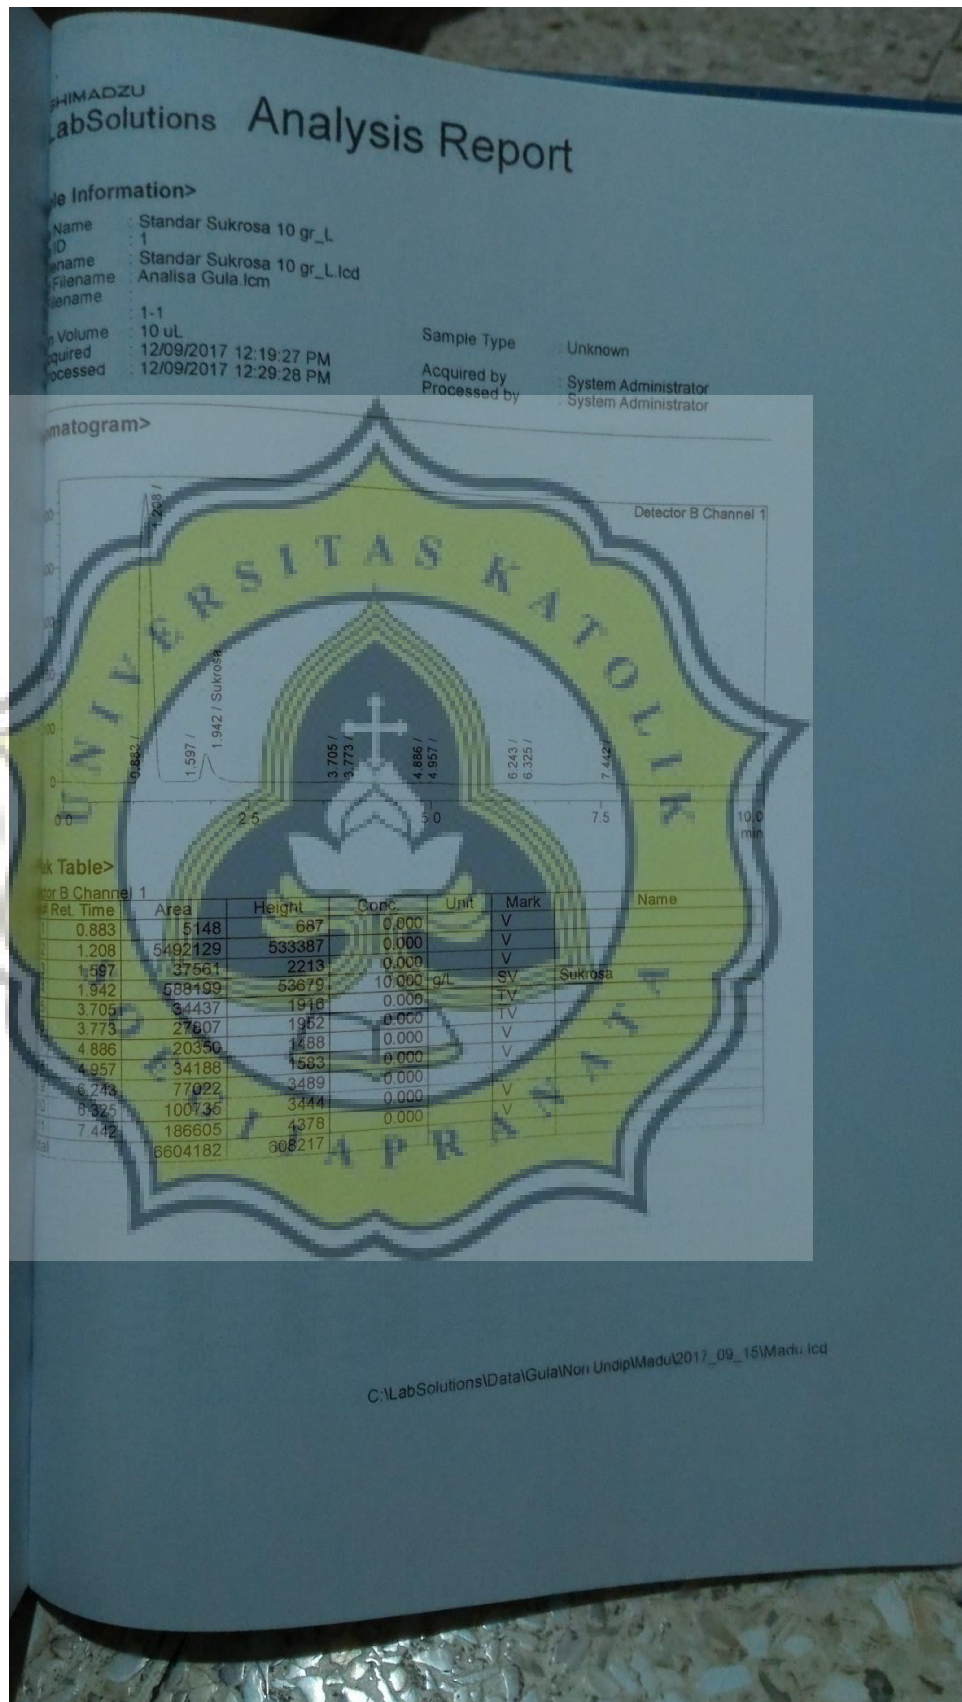 SHIMADZU
LabSolutions Analysis Report
le Information>
Name : Standar Sukrosa 10 gr_L
ID : 1
ename : Standar Sukrosa 10 gr_L.lcd
Filename : Analisa Gula.lcm
lename :
: 1-1
n Volume : 10 uL Sample Type : Unknown
quired : 12/09/2017 12:19:27 PM Acquired by : System Administrator
ocessed : 12/09/2017 12:29:28 PM Processed by : System Administrator
matogram>
Detector B Channel 1
0.882 /
1.208 /
1.597 /
1.942 / Sukrosa
3.705 /
3.773 /
4.886 /
4.957 /
6.243 /
6.325 /
7.442 /
0
0.0 2.5 5.0 7.5 10.0
min
UNIVERSITAS KATOLIK
ak Table>
ctor B Channel 1
Ret. Time Area Height Conc. Unit Mark Name
0.883 5148 687 0.000 V
1.208 5492129 533387 0.000 V
1.597 37561 2213 0.000 V
1.942 588199 53679 10.000 g/L SV Sukrosa
3.705 34437 1916 0.000 TV
3.773 27807 1952 0.000 TV
4.886 20350 1488 0.000 V
4.957 34188 1583 0.000 V
6.243 77022 3489 0.000
6.325 100735 3444 0.000 V
7.442 186605 4378 0.000 V
tal 6604182 608217
C:\LabSolutions\Data\Gula\Non Undip\Madu\2017_09_15\Madu.lcd